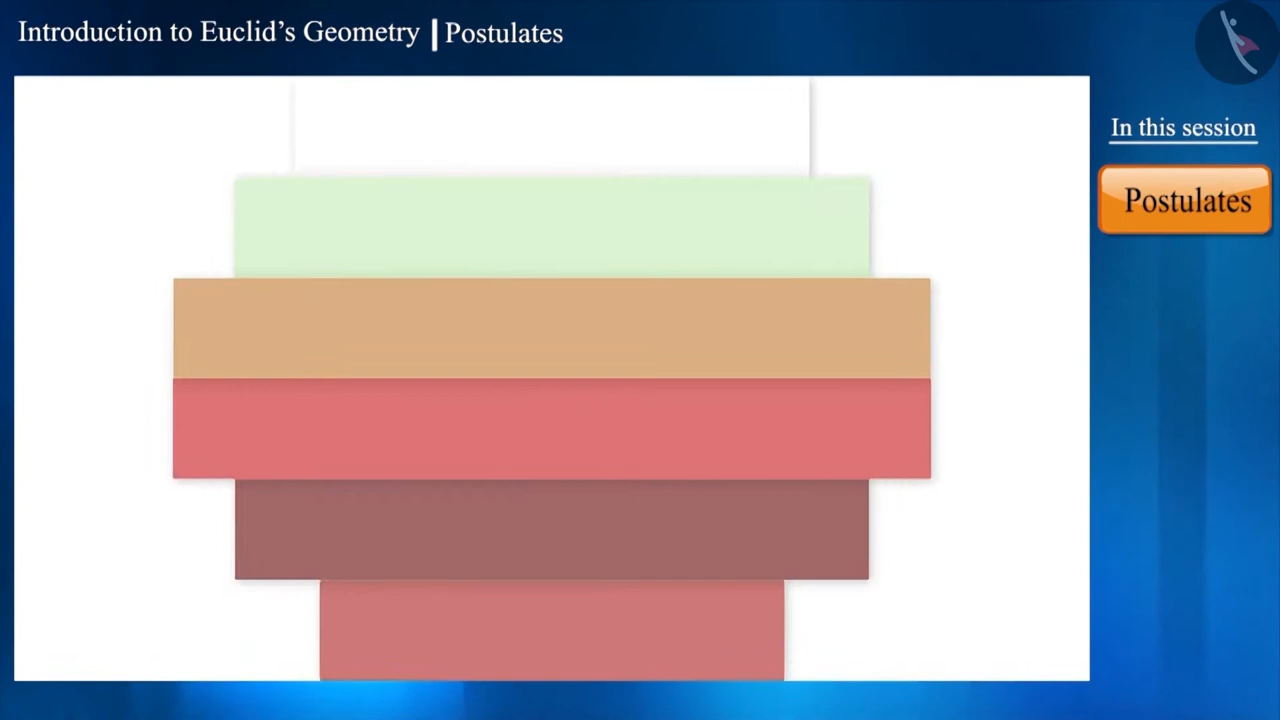 Introduction to Euclid's Geometry | Postulates
In this session
Postulates